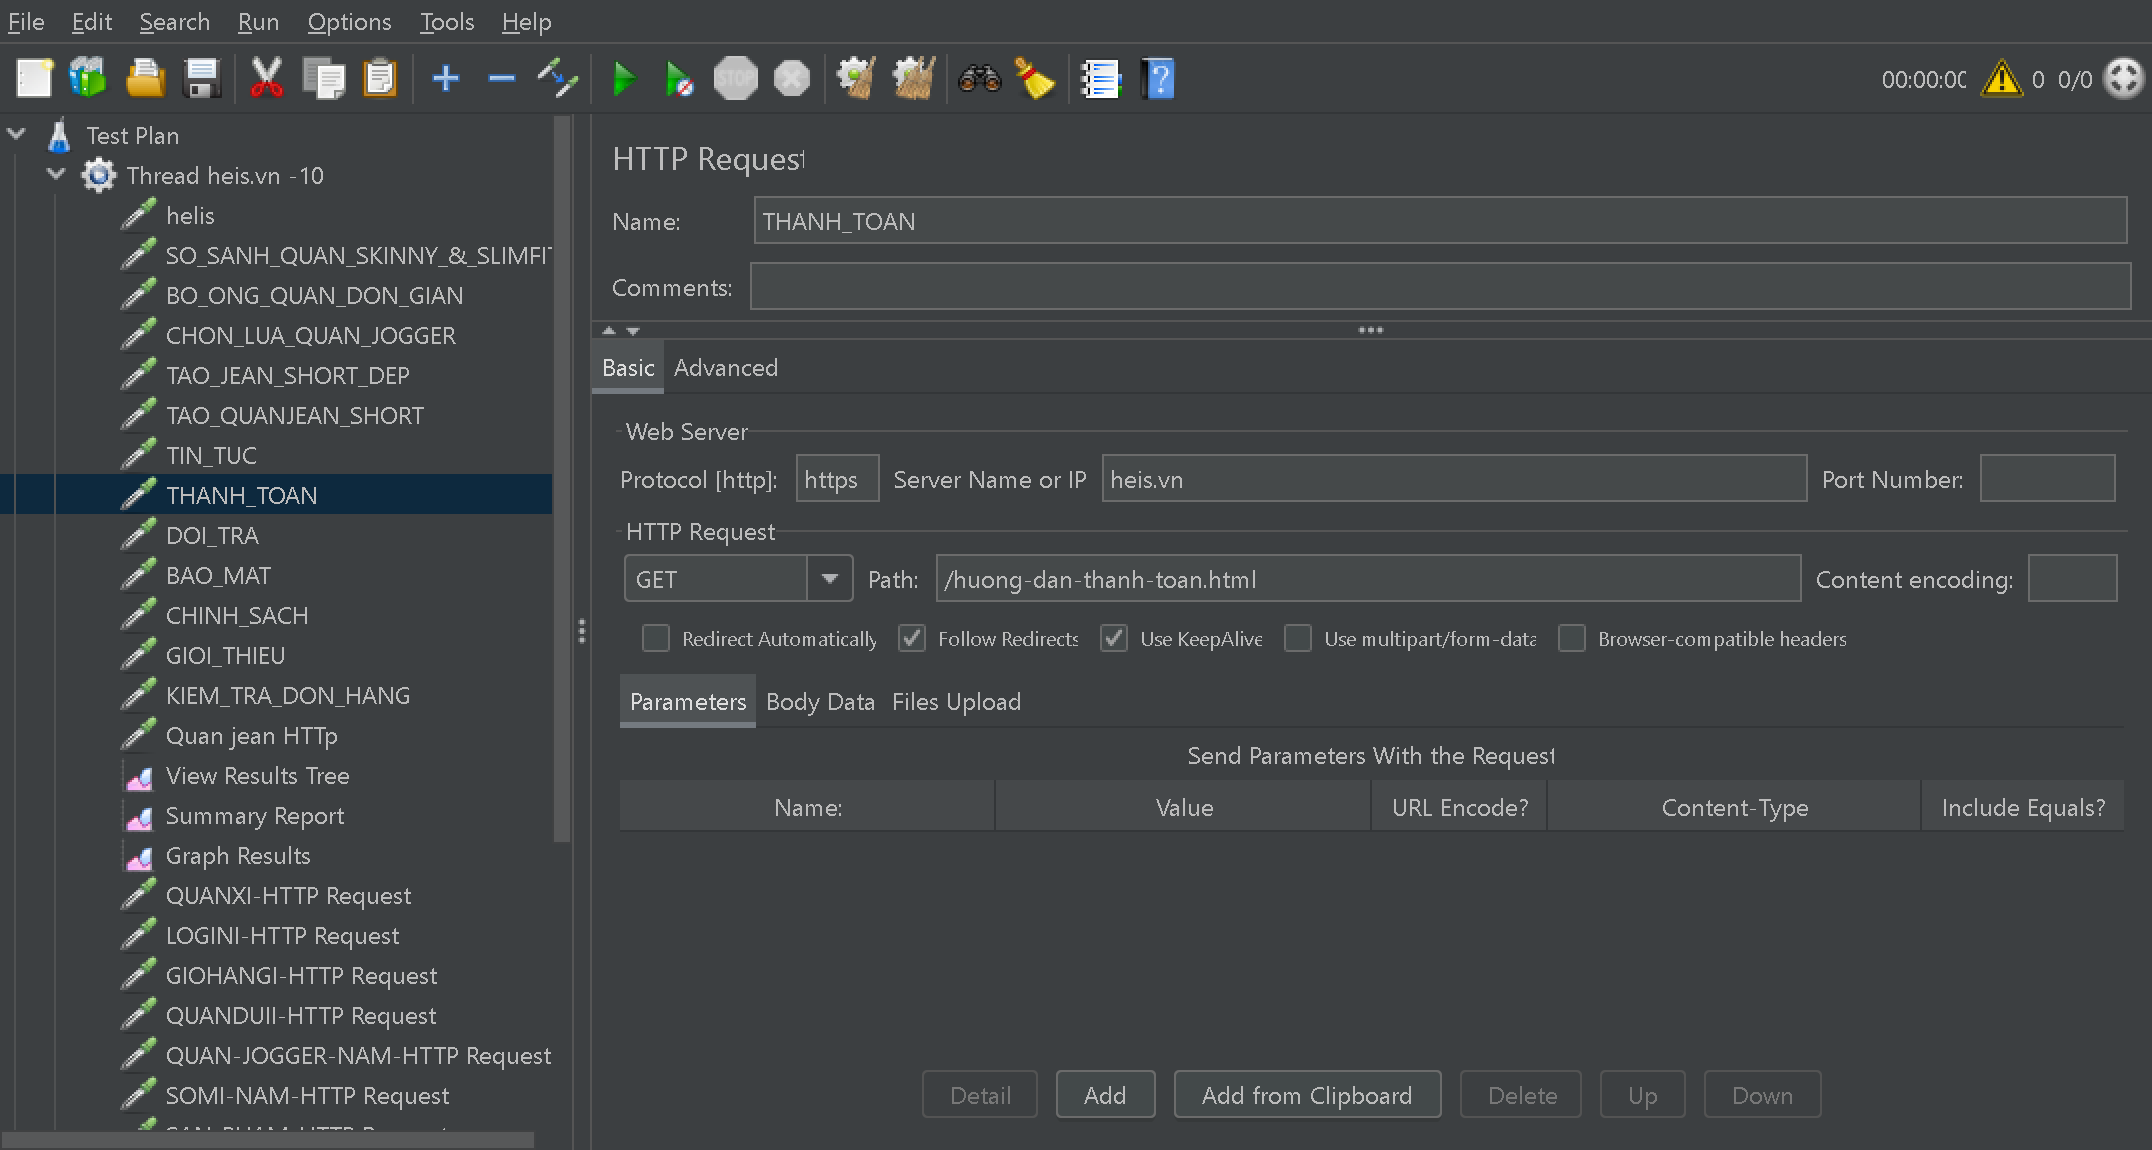 File Edit Search Run Options Tools Help
STOP
00:00:00 0 0/0
Test Plan
Thread heis.vn -10
helis
SO_SANH_QUAN_SKINNY_&_SLIMFIT
BO_ONG_QUAN_DON_GIAN
CHON_LUA_QUAN_JOGGER
TAO_JEAN_SHORT_DEP
TAO_QUANJEAN_SHORT
TIN_TUC
THANH_TOAN
DOI_TRA
BAO_MAT
CHINH_SACH
GIOI_THIEU
KIEM_TRA_DON_HANG
Quan jean HTTp
View Results Tree
Summary Report
Graph Results
QUANXI-HTTP Request
LOGINI-HTTP Request
GIOHANGI-HTTP Request
QUANDUII-HTTP Request
QUAN-JOGGER-NAM-HTTP Request
SOMI-NAM-HTTP Request
HTTP Request
Name: THANH_TOAN
Comments:
Basic Advanced
Web Server
Protocol [http]: https Server Name or IP heis.vn Port Number:
HTTP Request
GET Path: /huong-dan-thanh-toan.html Content encoding:
Redirect Automatically Follow Redirects Use KeepAlive Use multipart/form-data Browser-compatible headers
Parameters Body Data Files Upload
Send Parameters With the Request
Name: Value URL Encode? Content-Type Include Equals?
Detail Add Add from Clipboard Delete Up Down